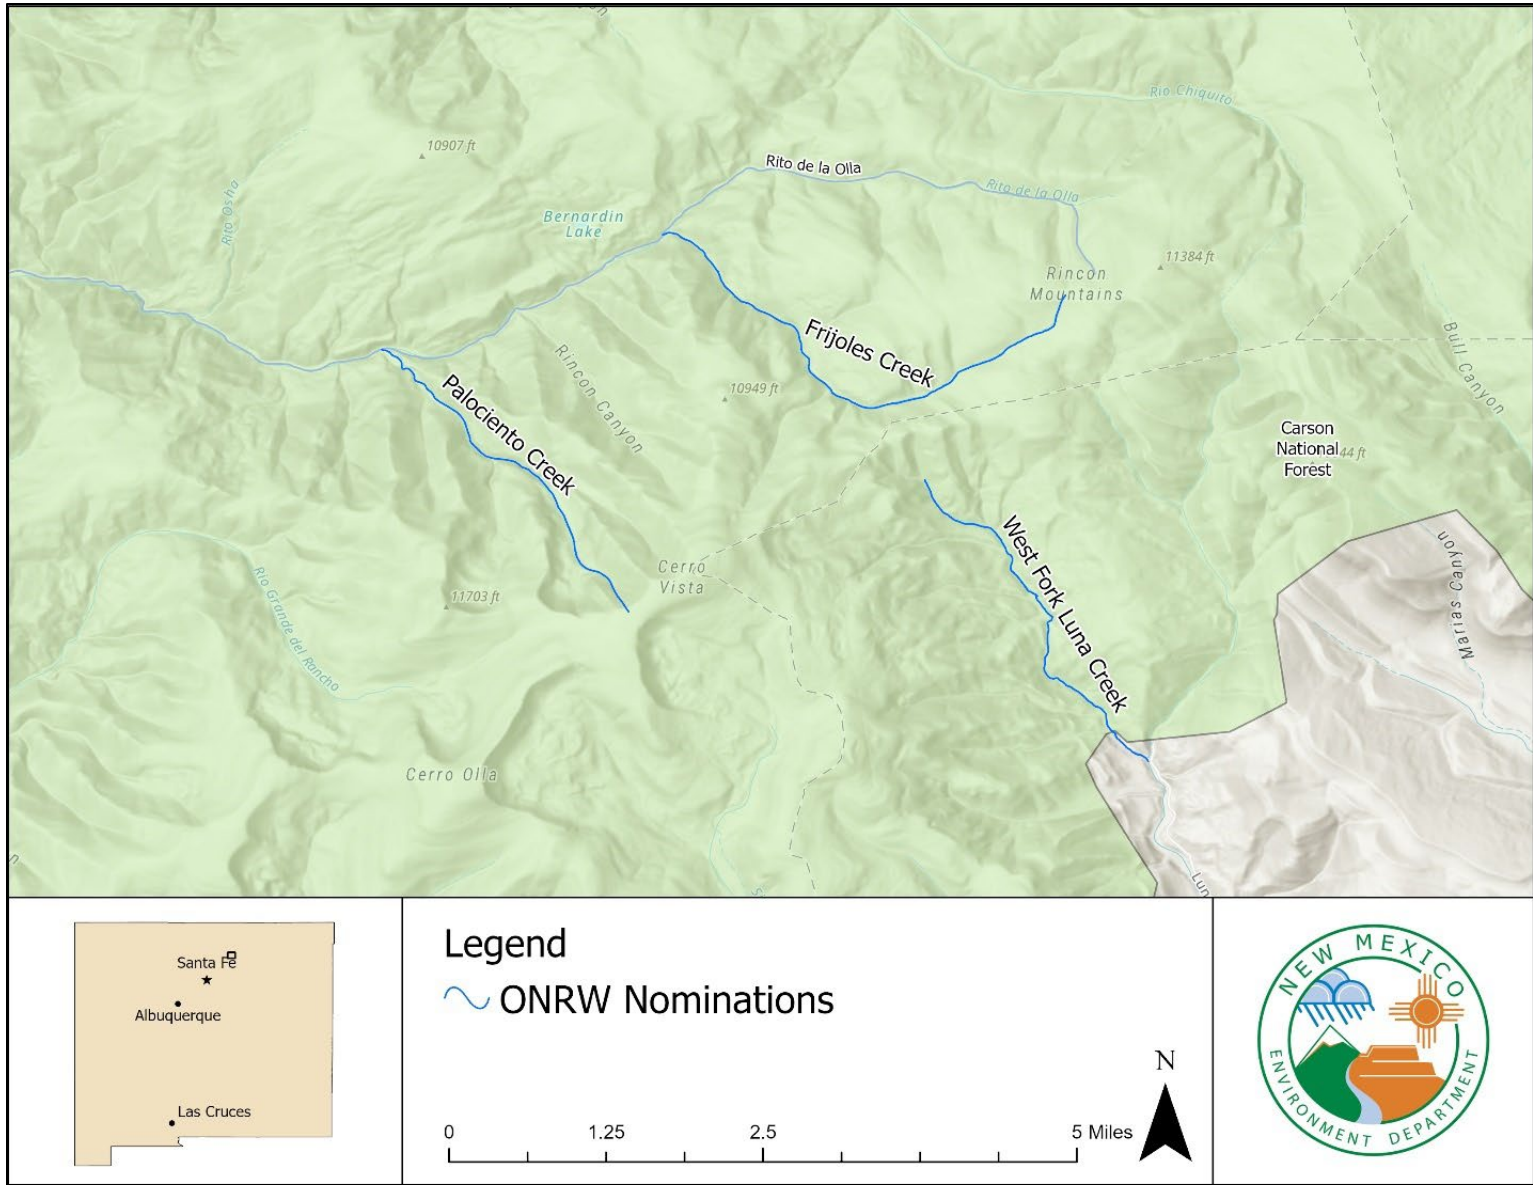 Rio Chiquito
10907 ft
Rito de la Olla
Rito de la Olla
Rito Osha
Bernardin
Lake
11384 ft
Rincon
Mountains
Frijoles Creek
Bull Canyon
Rincon Canyon
Palociento Creek
10949 ft
Carson
National
Forest
44 ft
West Fork Luna Creek
Marias Canyon
Cerro
Vista
Rio Grande del Rancho
11703 ft
Cerro Olla
Lun
Santa Fe
Albuquerque
Las Cruces
Legend
ONRW Nominations
0 1.25 2.5 5 Miles
N
NEW MEXICO
ENVIRONMENT DEPARTMENT